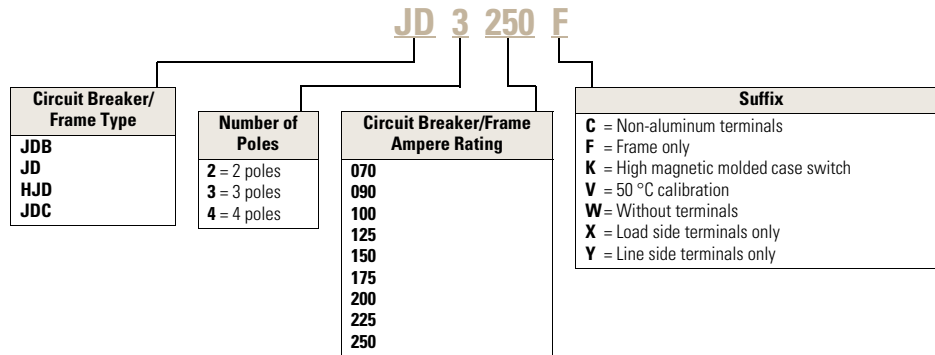 JD 3 250 F
Circuit Breaker/
Frame Type
JDB
JD
HJD
JDC
Number of
Poles
2 = 2 poles
3 = 3 poles
4 = 4 poles
Circuit Breaker/Frame
Ampere Rating
070
090
100
125
150
175
200
225
250
Suffix
C = Non-aluminum terminals
F = Frame only
K = High magnetic molded case switch
V = 50 °C calibration
W = Without terminals
X = Load side terminals only
Y = Line side terminals only